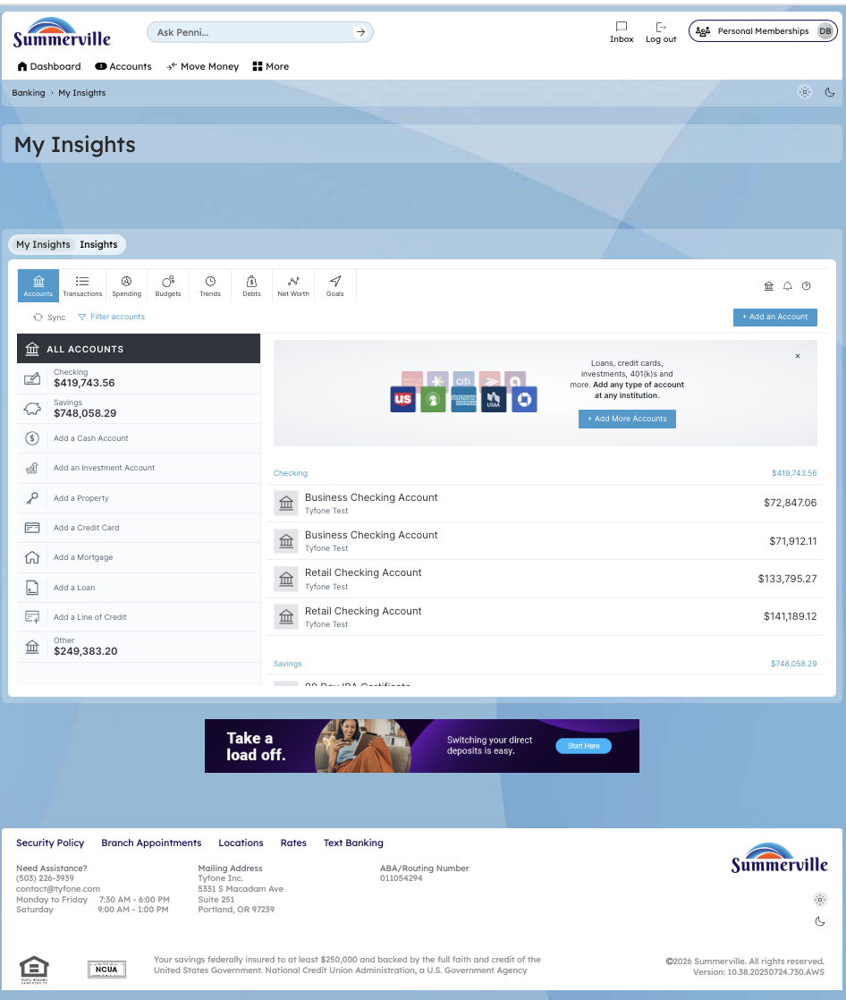 Summerville
Ask Penni...
Inbox
Log out
Personal Memberships DB
Dashboard Accounts Move Money More
Banking > My Insights
My Insights
My Insights Insights
Accounts Transactions Spending Budgets Trends Debts Net Worth Goals
Sync Filter accounts
+ Add an Account
ALL ACCOUNTS
Checking
$419,743.56
Savings
$748,058.29
Add a Cash Account
Add an Investment Account
Add a Property
Add a Credit Card
Add a Mortgage
Add a Loan
Add a Line of Credit
Other
$249,383.20
citi
us
AMERICAN EXPRESS
USAA
Loans, credit cards,
investments, 401(k)s and
more. Add any type of account
at any institution.
+ Add More Accounts
Checking $419,743.56
Business Checking Account
Tyfone Test
$72,847.06
Business Checking Account
Tyfone Test
$71,912.11
Retail Checking Account
Tyfone Test
$133,795.27
Retail Checking Account
Tyfone Test
$141,189.12
Savings $748,058.29
90 Day IRA Certificate
Take a
load off.
Switching your direct
deposits is easy.
Start Here
Security Policy Branch Appointments Locations Rates Text Banking
Need Assistance?
(503) 226-3939
contact@tyfone.com
Monday to Friday 7:30 AM - 6:00 PM
Saturday 9:00 AM - 1:00 PM
Mailing Address
Tyfone Inc.
5331 S Macadam Ave
Suite 251
Portland, OR 97239
ABA/Routing Number
011054294
Summerville
EQUAL HOUSING
OPPORTUNITY
NCUA
Your savings federally insured to at least $250,000 and backed by the full faith and credit of the
United States Government. National Credit Union Administration, a U.S. Government Agency
©2026 Summerville. All rights reserved.
Version: 10.38.20250724.730.AWS